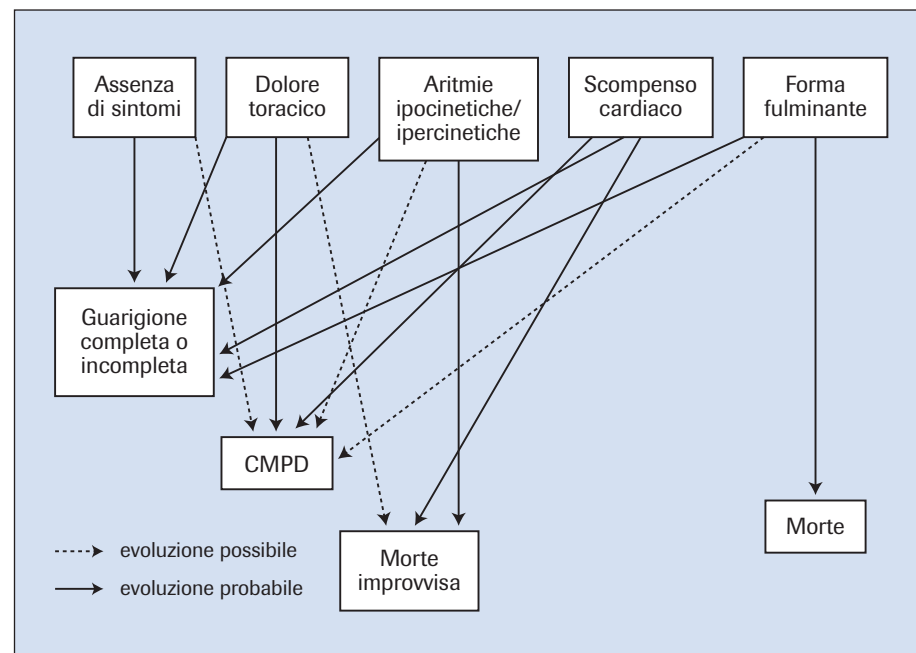 Assenza
di sintomi
Dolore
toracico
Aritmie
ipocinetiche/
ipercinetiche
Scompenso
cardiaco
Forma
fulminante
Guarigione
completa o
incompleta
CMPD
Morte
improvvisa
Morte
evoluzione possibile
evoluzione probabile